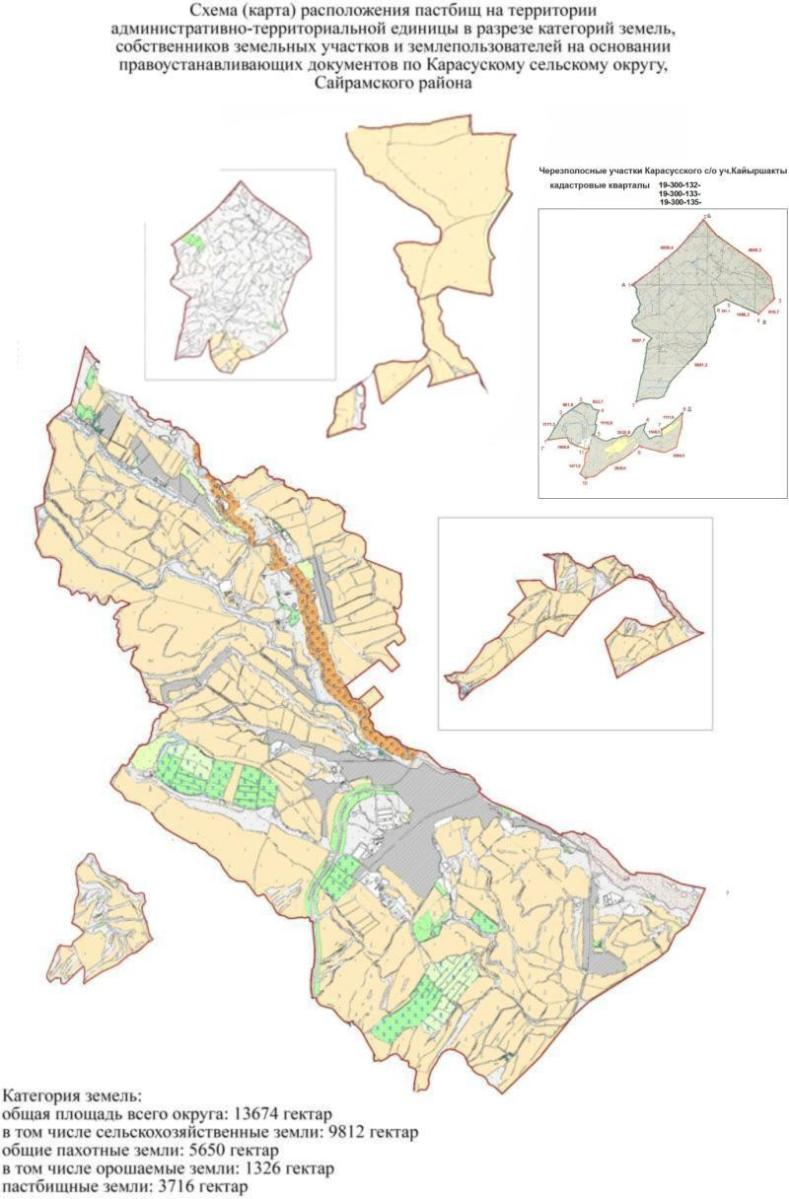 Схема (карта) расположения пастбищ на территории
административно-территориальной единицы в разрезе категорий земель,
собственников земельных участков и землепользователей на основании
правоустанавливающих документов по Карасускому сельскому округу,
Сайрамского района
Черезполосные участки Карасусского с/о уч.Кайыршакты
кадастровые кварталы 19-300-132-
19-300-133-
19-300-135-
Категория земель:
общая площадь всего округа: 13674 гектар
в том числе сельскохозяйственные земли: 9812 гектар
общие пахотные земли: 5650 гектар
в том числе орошаемые земли: 1326 гектар
пастбищные земли: 3716 гектар